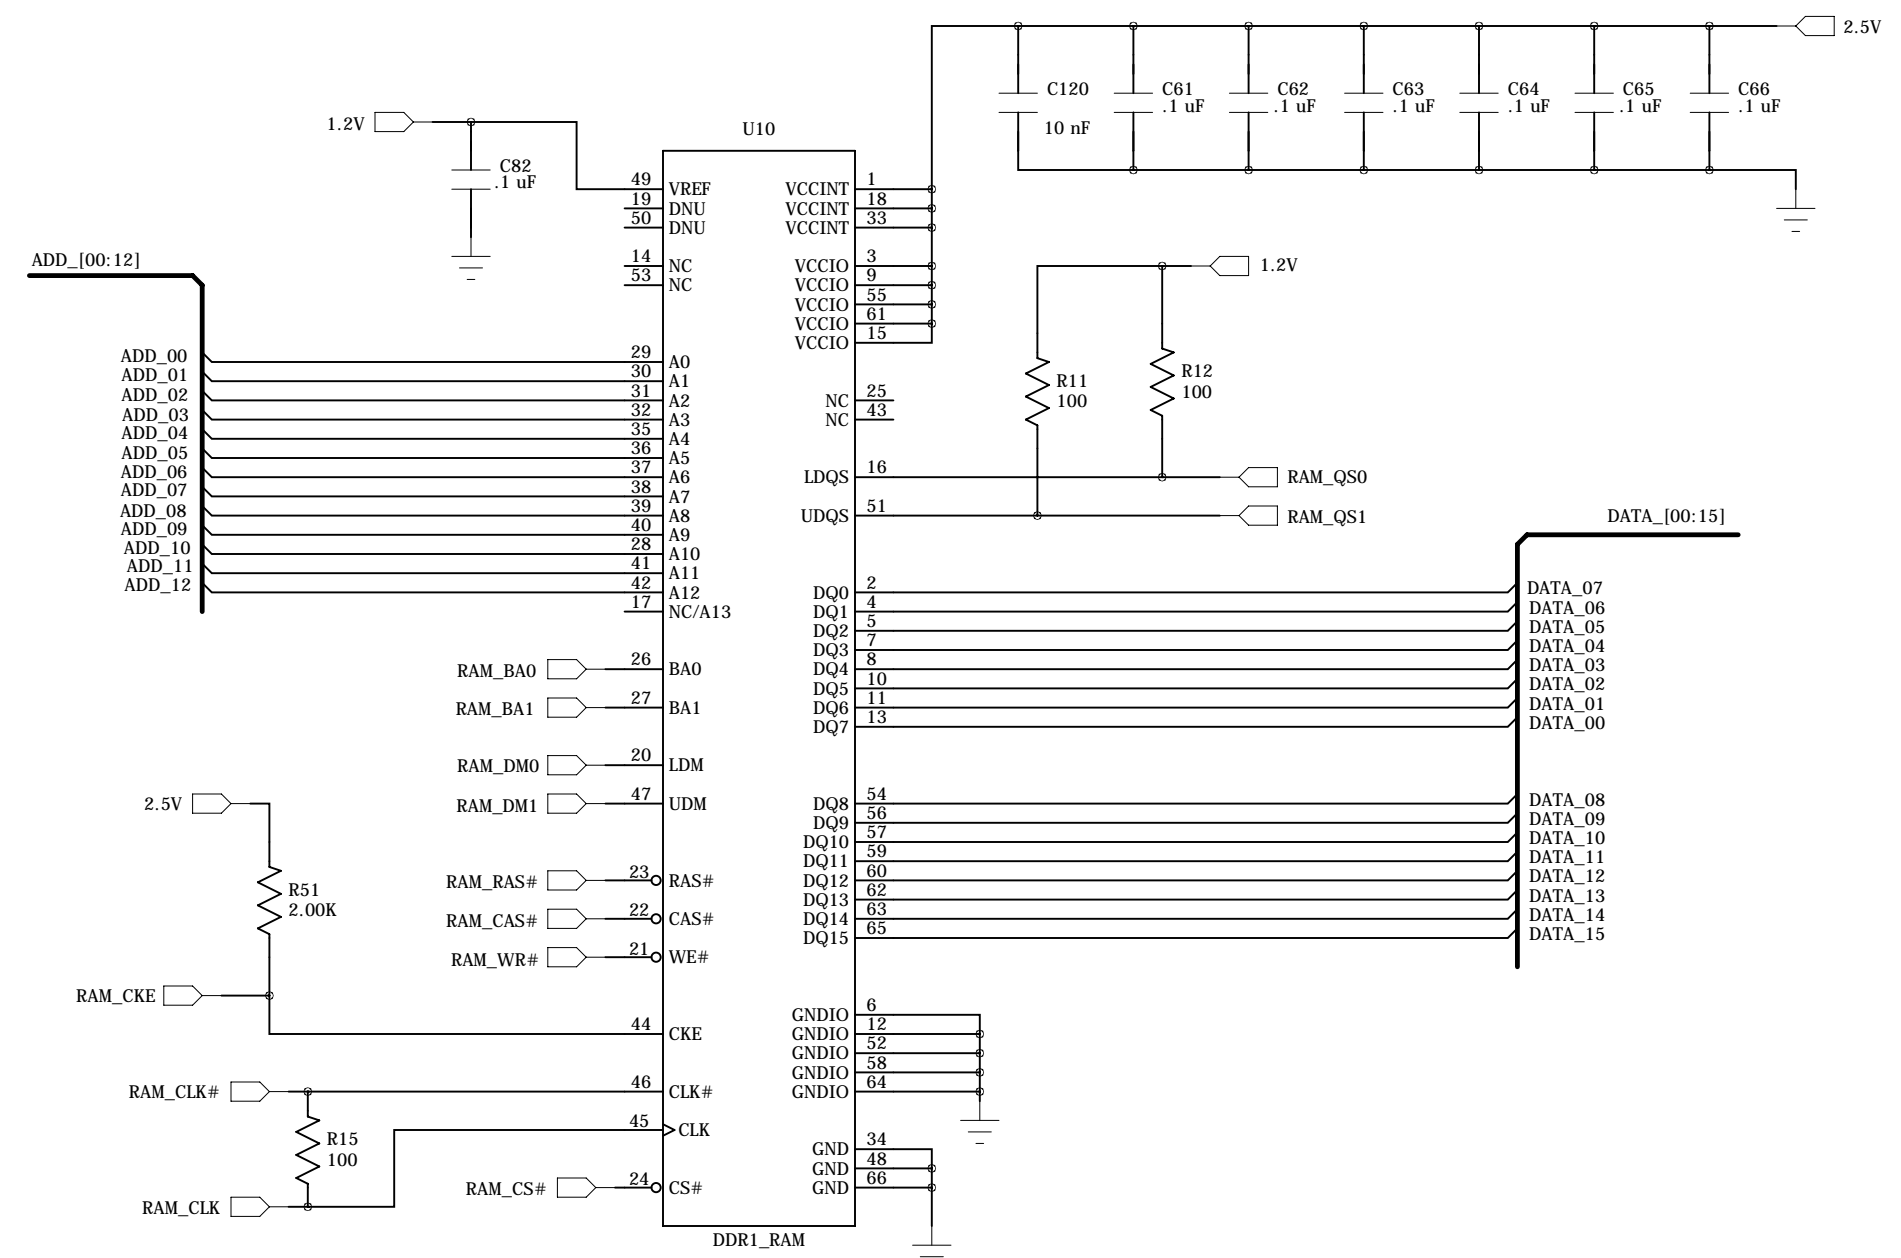 2.5V
C120
10 nF
C61
.1 uF
C62
.1 uF
C63
.1 uF
C64
.1 uF
C65
.1 uF
C66
.1 uF
1.2V
C82
.1 uF
U10
49 VREF
19 DNU
50 DNU
14 NC
53 NC
ADD_[00:12]
ADD_00 29 A0
ADD_01 30 A1
ADD_02 31 A2
ADD_03 32 A3
ADD_04 35 A4
ADD_05 36 A5
ADD_06 37 A6
ADD_07 38 A7
ADD_08 39 A8
ADD_09 40 A9
ADD_10 28 A10
ADD_11 41 A11
ADD_12 42 A12
17 NC/A13
RAM_BA0 26 BA0
RAM_BA1 27 BA1
RAM_DM0 20 LDM
RAM_DM1 47 UDM
2.5V
R51
2.00K
RAM_RAS# 23 RAS#
RAM_CAS# 22 CAS#
RAM_WR# 21 WE#
RAM_CKE 44 CKE
RAM_CLK# 46 CLK#
R15
100
45 CLK
RAM_CLK
RAM_CS# 24 CS#
VCCINT 1
VCCINT 18
VCCINT 33
VCCIO 3
VCCIO 9
VCCIO 55
VCCIO 61
VCCIO 15
1.2V
R11
100
R12
100
NC 25
NC 43
LDQS 16 RAM_QS0
UDQS 51 RAM_QS1
DATA_[00:15]
DQ0 2 DATA_07
DQ1 4 DATA_06
DQ2 5 DATA_05
DQ3 7 DATA_04
DQ4 8 DATA_03
DQ5 10 DATA_02
DQ6 11 DATA_01
DQ7 13 DATA_00
DQ8 54 DATA_08
DQ9 56 DATA_09
DQ10 57 DATA_10
DQ11 59 DATA_11
DQ12 60 DATA_12
DQ13 62 DATA_13
DQ14 63 DATA_14
DQ15 65 DATA_15
GNDIO 6
GNDIO 12
GNDIO 52
GNDIO 58
GNDIO 64
GND 34
GND 48
GND 66
DDR1_RAM